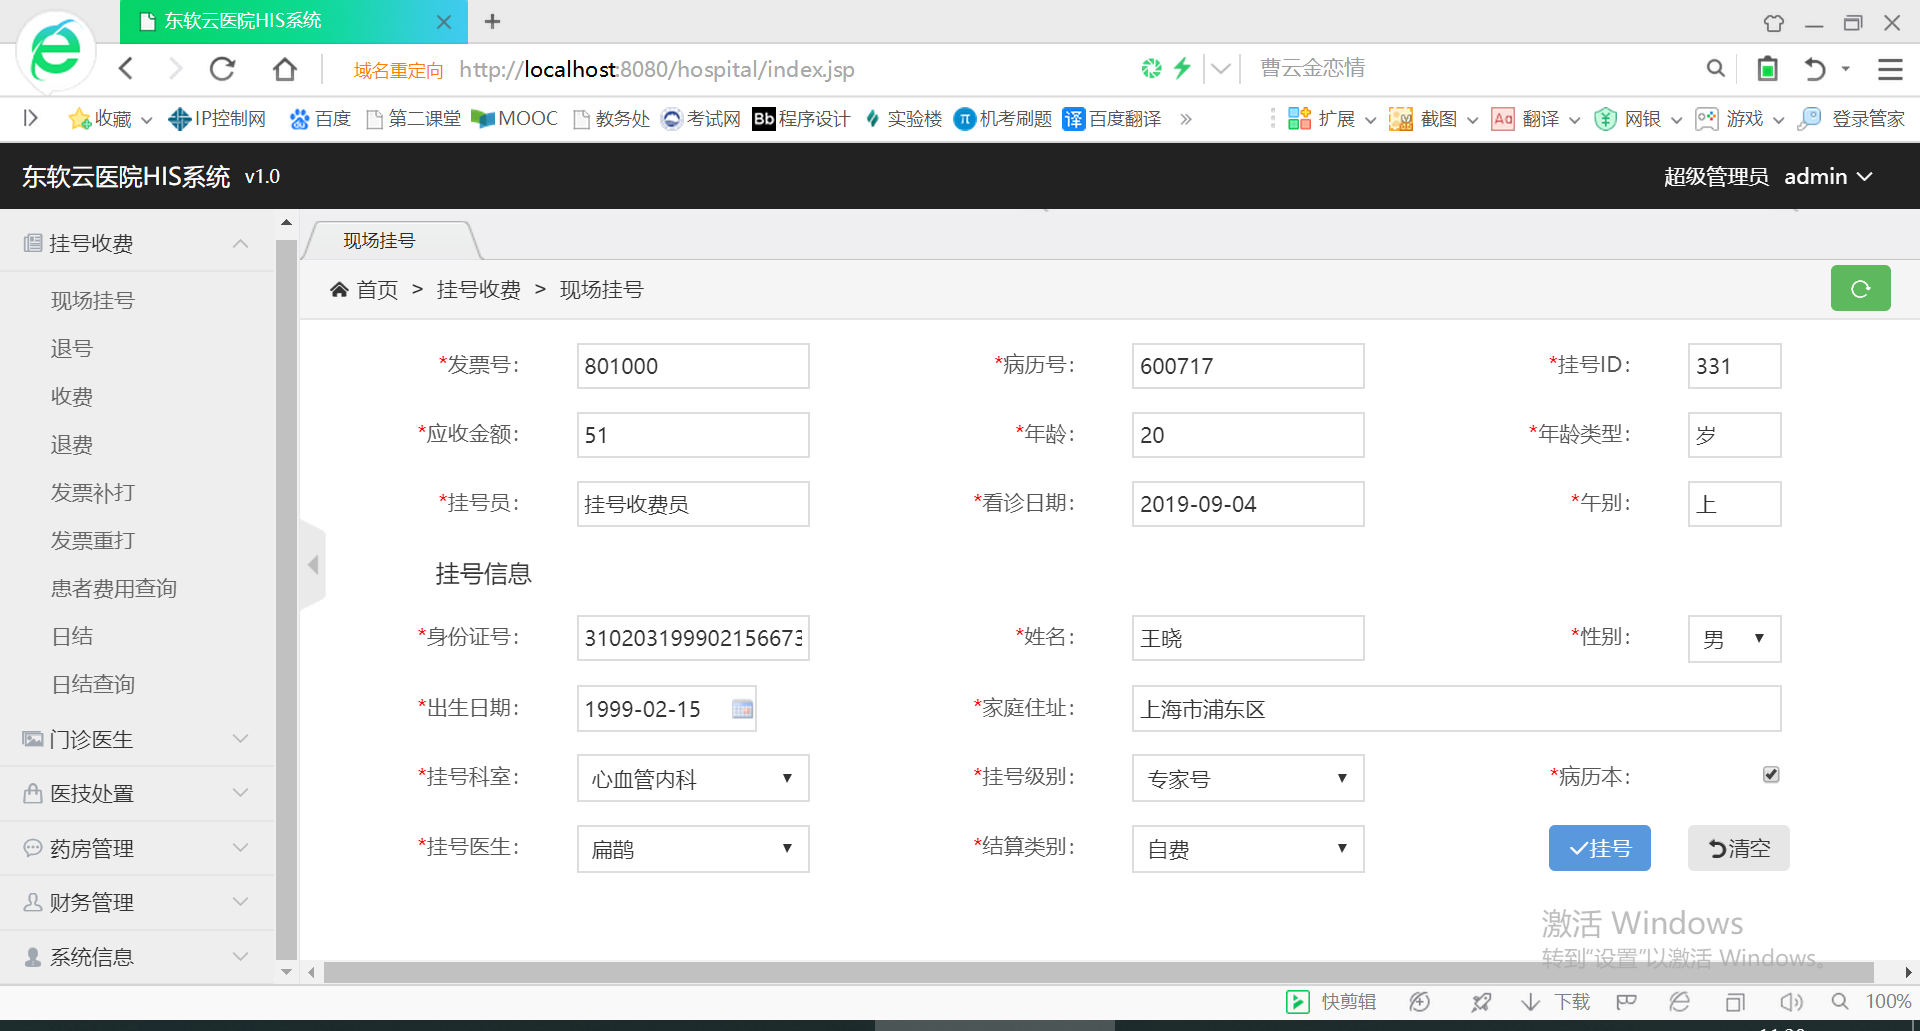 东软云医院HIS系统
域名重定向 http://localhost:8080/hospital/index.jsp 曹云金恋情
收藏 IP控制网 百度 第二课堂 MOOC 教务处 考试网 Bb 程序设计 实验楼 π 机考刷题 译 百度翻译 » 扩展 截图 Aa 翻译 网银 游戏 登录管家
东软云医院HIS系统 v1.0 超级管理员 admin
挂号收费
现场挂号
退号
收费
退费
发票补打
发票重打
患者费用查询
日结
日结查询
门诊医生
医技处置
药房管理
财务管理
系统信息
现场挂号
首页 > 挂号收费 > 现场挂号
*发票号: 801000 *病历号: 600717 *挂号ID: 331
*应收金额: 51 *年龄: 20 *年龄类型: 岁
*挂号员: 挂号收费员 *看诊日期: 2019-09-04 *午别: 上
挂号信息
*身份证号: 310203199902156673 *姓名: 王晓 *性别: 男
*出生日期: 1999-02-15 *家庭住址: 上海市浦东区
*挂号科室: 心血管内科 *挂号级别: 专家号 *病历本:
*挂号医生: 扁鹊 *结算类别: 自费 挂号 清空
激活 Windows
转到"设置"以激活 Windows。
快剪辑 下载 100%